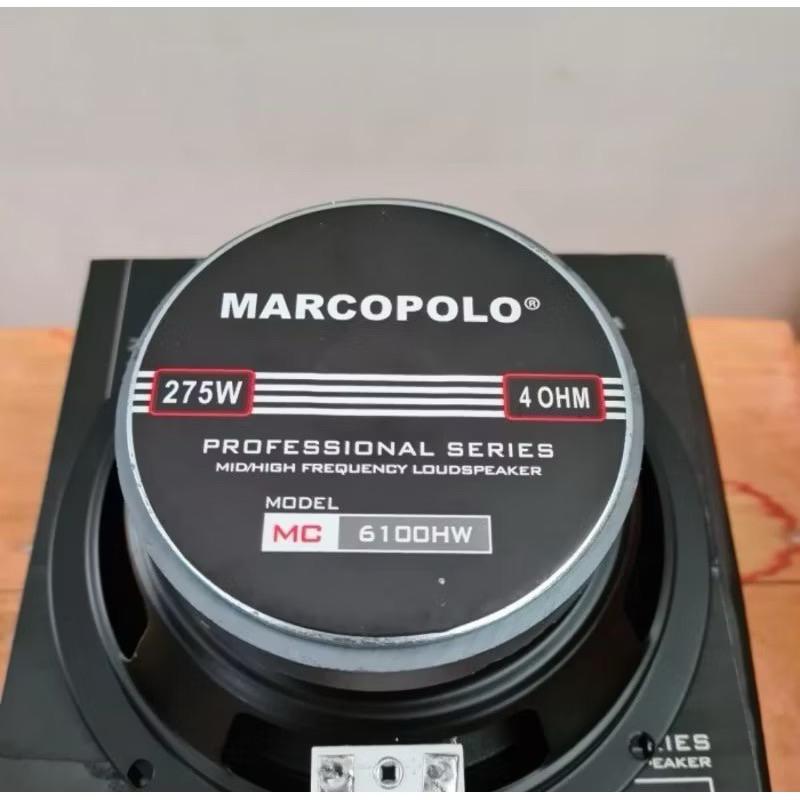 MARCOPOLO®
275W 4 OHM
PROFESSIONAL SERIES
MID/HIGH FREQUENCY LOUDSPEAKER
MODEL
MC 6100HW